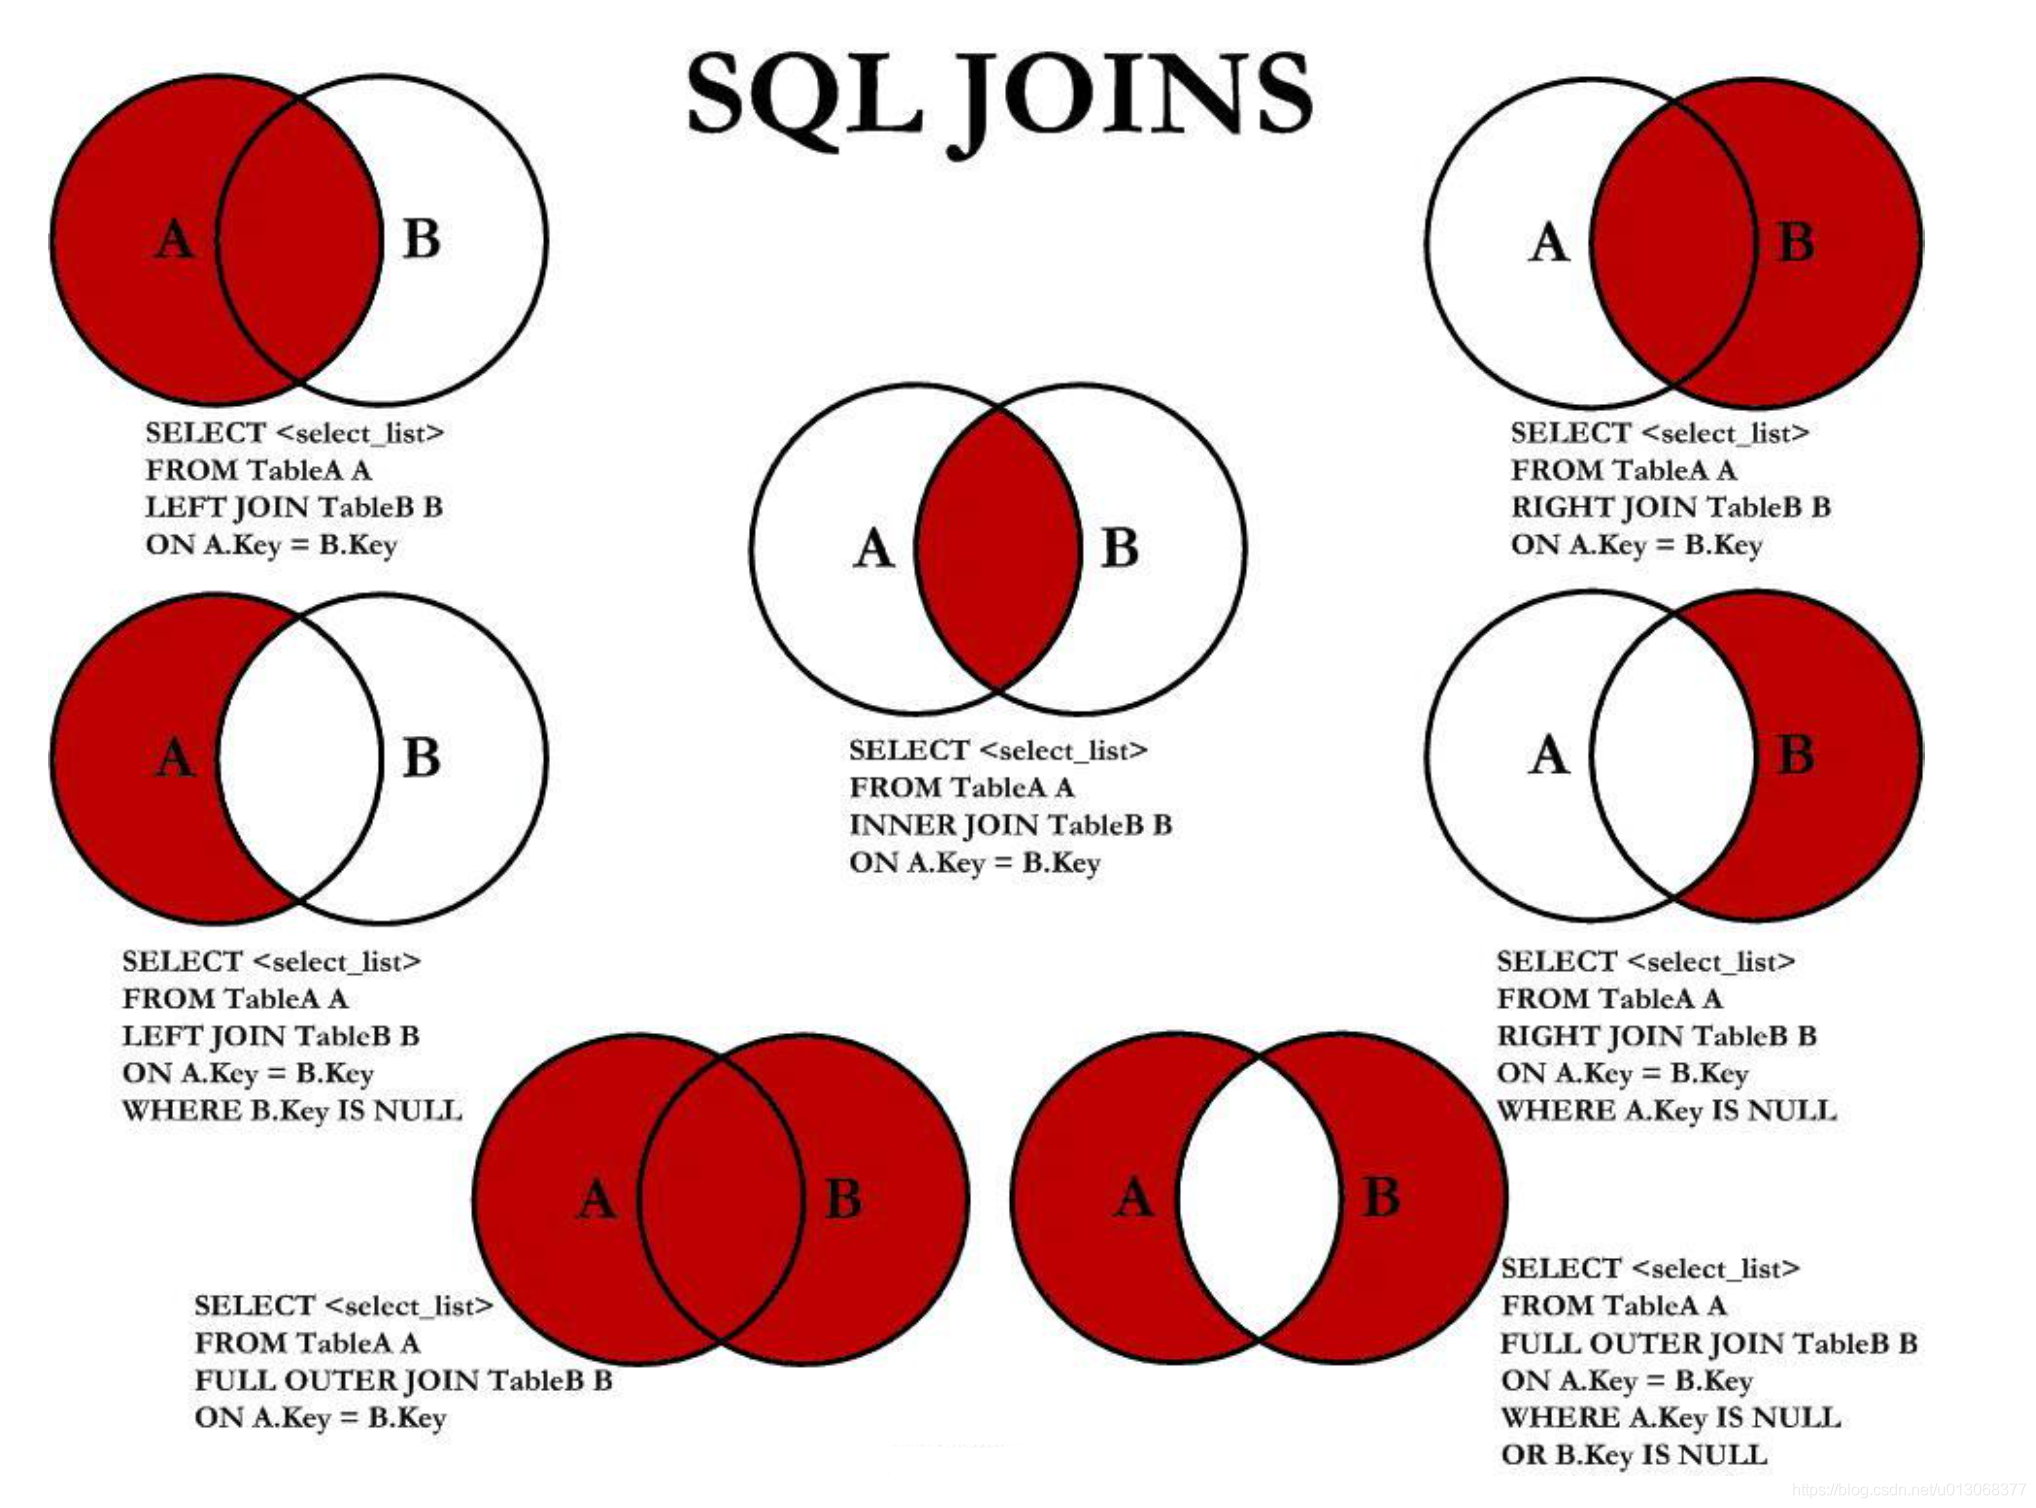 SQL JOINS
A B
SELECT <select_list>
FROM TableA A
LEFT JOIN TableB B
ON A.Key = B.Key
A B
SELECT <select_list>
FROM TableA A
RIGHT JOIN TableB B
ON A.Key = B.Key
A B
SELECT <select_list>
FROM TableA A
INNER JOIN TableB B
ON A.Key = B.Key
A B
SELECT <select_list>
FROM TableA A
LEFT JOIN TableB B
ON A.Key = B.Key
WHERE B.Key IS NULL
A B
SELECT <select_list>
FROM TableA A
RIGHT JOIN TableB B
ON A.Key = B.Key
WHERE A.Key IS NULL
A B
SELECT <select_list>
FROM TableA A
FULL OUTER JOIN TableB B
ON A.Key = B.Key
A B
SELECT <select_list>
FROM TableA A
FULL OUTER JOIN TableB B
ON A.Key = B.Key
WHERE A.Key IS NULL
OR B.Key IS NULL
https://blog.csdn.net/u013068377